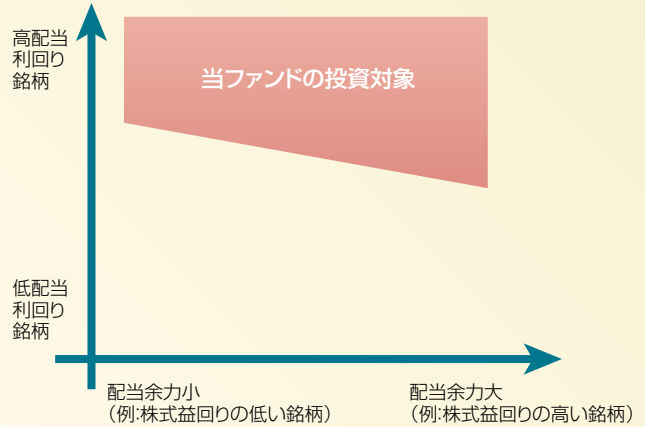 高配当
利回り
銘柄
当ファンドの投資対象
低配当
利回り
銘柄
配当余力小
（例:株式益回りの低い銘柄）
配当余力大
（例:株式益回りの高い銘柄）